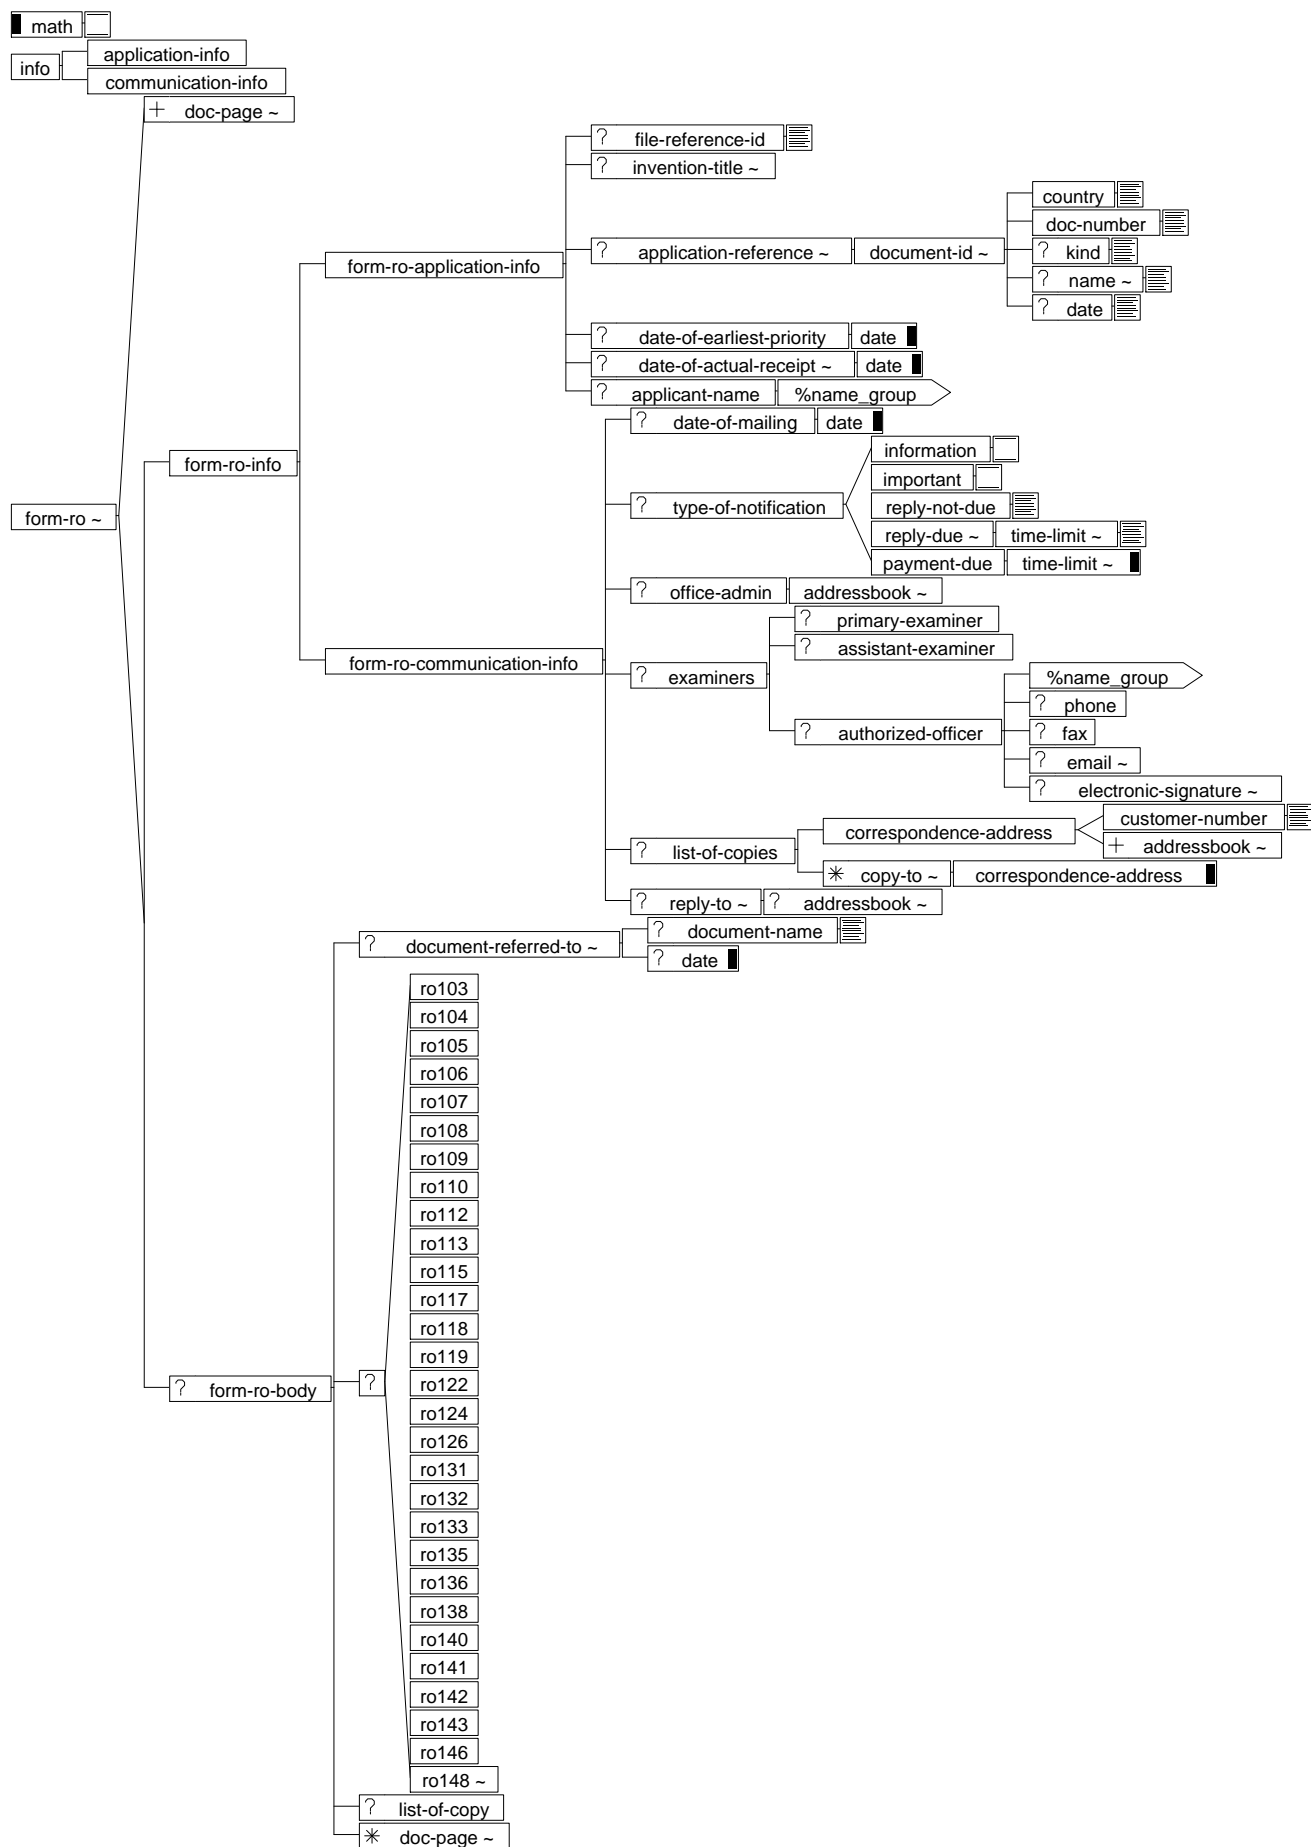 math
application-info
info
communication-info
+ doc-page ~
? file-reference-id
? invention-title ~
country
doc-number
form-ro-application-info ? application-reference ~ document-id ~ ? kind
? name ~
? date
? date-of-earliest-priority date
? date-of-actual-receipt ~ date
? applicant-name %name_group
? date-of-mailing date
information
form-ro-info
important
form-ro ~ ? type-of-notification reply-not-due
reply-due ~ time-limit ~
payment-due time-limit ~
? office-admin addressbook ~
? primary-examiner
? assistant-examiner
form-ro-communication-info ? examiners %name_group
? phone
? authorized-officer ? fax
? email ~
? electronic-signature ~
customer-number
correspondence-address
? list-of-copies + addressbook ~
* copy-to ~ correspondence-address
? reply-to ~ ? addressbook ~
? document-name
? document-referred-to ~
? date
ro103
ro104
ro105
ro106
ro107
ro108
ro109
ro110
ro112
ro113
ro115
ro117
ro118
ro119
? form-ro-body ? ro122
ro124
ro126
ro131
ro132
ro133
ro135
ro136
ro138
ro140
ro141
ro142
ro143
ro146
ro148 ~
? list-of-copy
* doc-page ~